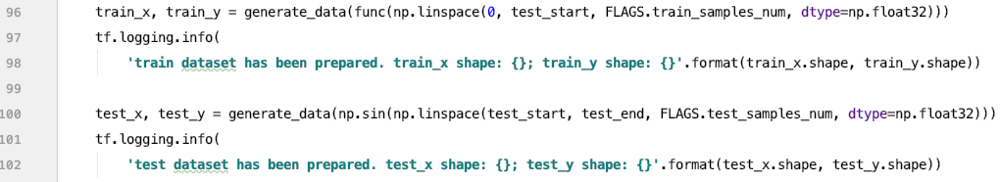 96 train_x, train_y = generate_data(func(np.linspace(0, test_start, FLAGS.train_samples_num, dtype=np.float32)))
97 tf.logging.info(
98 'train dataset has been prepared. train_x shape: {}; train_y shape: {}'.format(train_x.shape, train_y.shape))
99
100 test_x, test_y = generate_data(np.sin(np.linspace(test_start, test_end, FLAGS.test_samples_num, dtype=np.float32)))
101 tf.logging.info(
102 'test dataset has been prepared. test_x shape: {}; test_y shape: {}'.format(test_x.shape, test_y.shape))